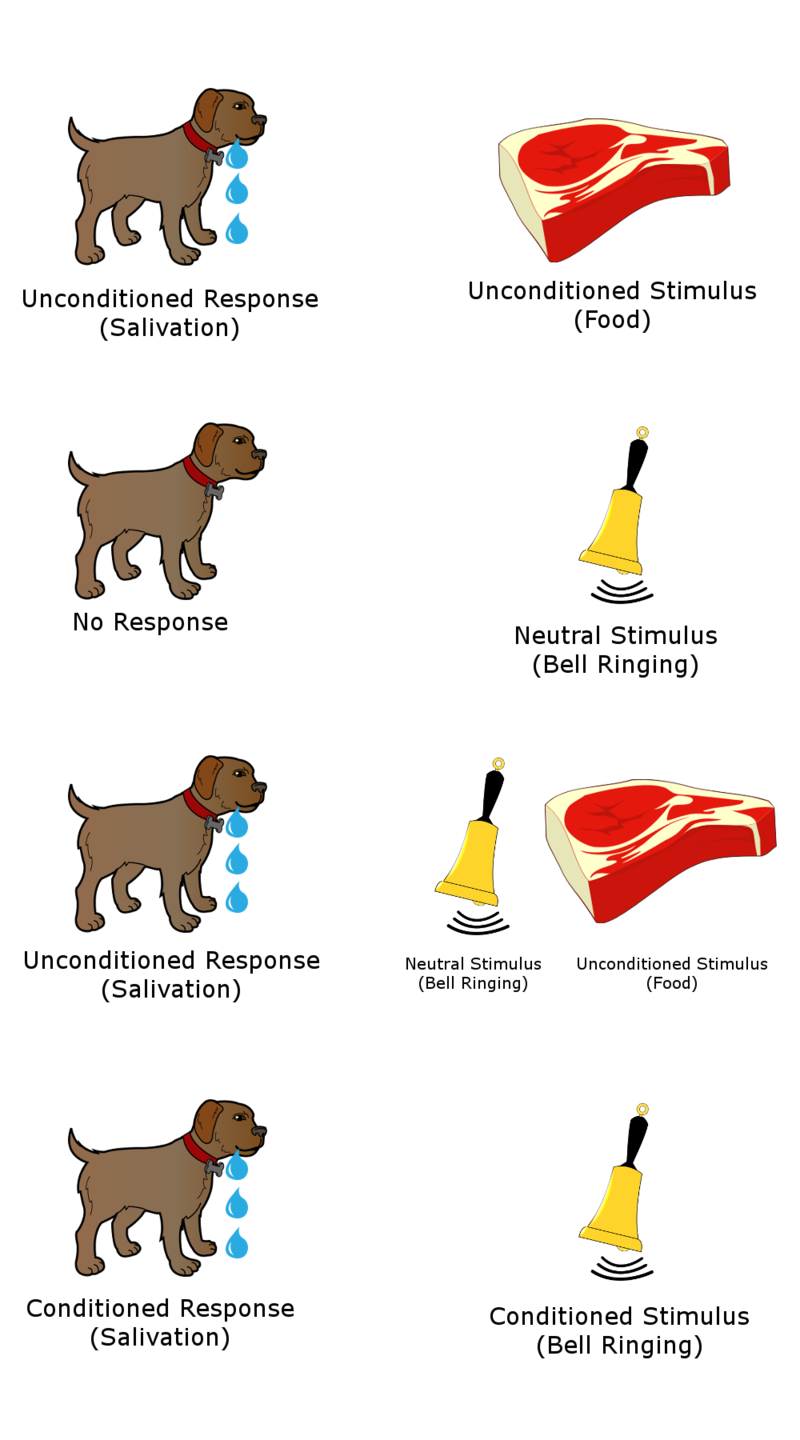 Unconditioned Response
(Salivation)
Unconditioned Stimulus
(Food)
No Response
Neutral Stimulus
(Bell Ringing)
Unconditioned Response
(Salivation)
Neutral Stimulus
(Bell Ringing)
Unconditioned Stimulus
(Food)
Conditioned Response
(Salivation)
Conditioned Stimulus
(Bell Ringing)